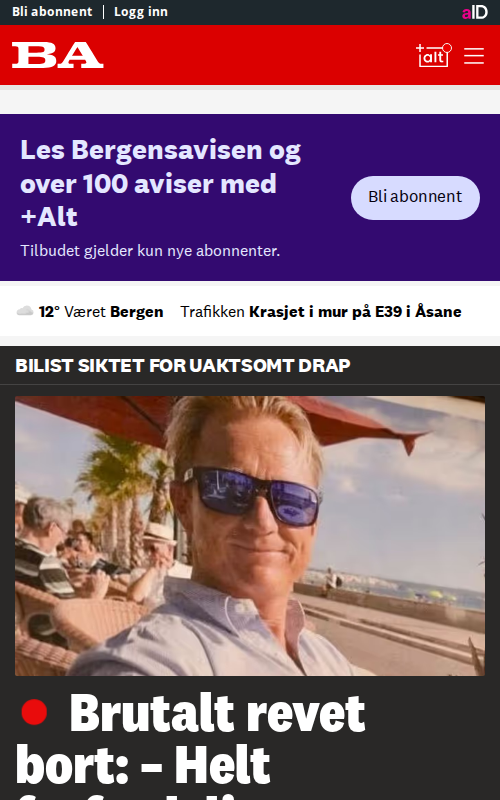 Bli abonnent | Logg inn
aID
BA
alt
Les Bergensavisen og
over 100 aviser med
+Alt
Bli abonnent
Tilbudet gjelder kun nye abonnenter.
12° Været Bergen Trafikken Krasjet i mur på E39 i Åsane
BILIST SIKTET FOR UAKTSOMT DRAP
Brutalt revet
bort: – Helt